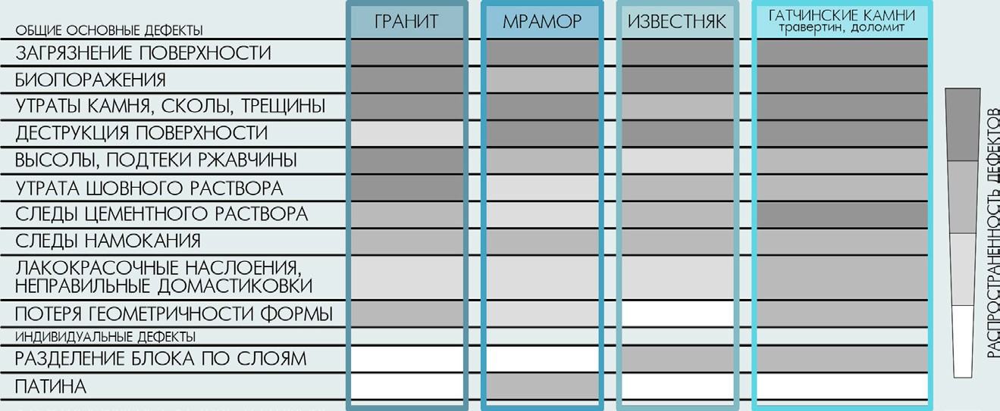 ОБЩИЕ ОСНОВНЫЕ ДЕФЕКТЫ
ГРАНИТ
МРАМОР
ИЗВЕСТНЯК
ГАТЧИНСКИЕ КАМНИ
травертин, доломит
ЗАГРЯЗНЕНИЕ ПОВЕРХНОСТИ
БИОПОРАЖЕНИЯ
УТРАТЫ КАМНЯ, СКОЛЫ, ТРЕЩИНЫ
ДЕСТРУКЦИЯ ПОВЕРХНОСТИ
ВЫСОЛЫ, ПОДТЕКИ РЖАВЧИНЫ
УТРАТА ШОВНОГО РАСТВОРА
СЛЕДЫ ЦЕМЕНТНОГО РАСТВОРА
СЛЕДЫ НАМОКАНИЯ
ЛАКОКРАСОЧНЫЕ НАСЛОЕНИЯ,
НЕПРАВИЛЬНЫЕ ДОМАСТИКОВКИ
ПОТЕРЯ ГЕОМЕТРИЧНОСТИ ФОРМЫ
ИНДИВИДУАЛЬНЫЕ ДЕФЕКТЫ
РАЗДЕЛЕНИЕ БЛОКА ПО СЛОЯМ
ПАТИНА
РАСПРОСТРАНЕННОСТЬ ДЕФЕКТОВ